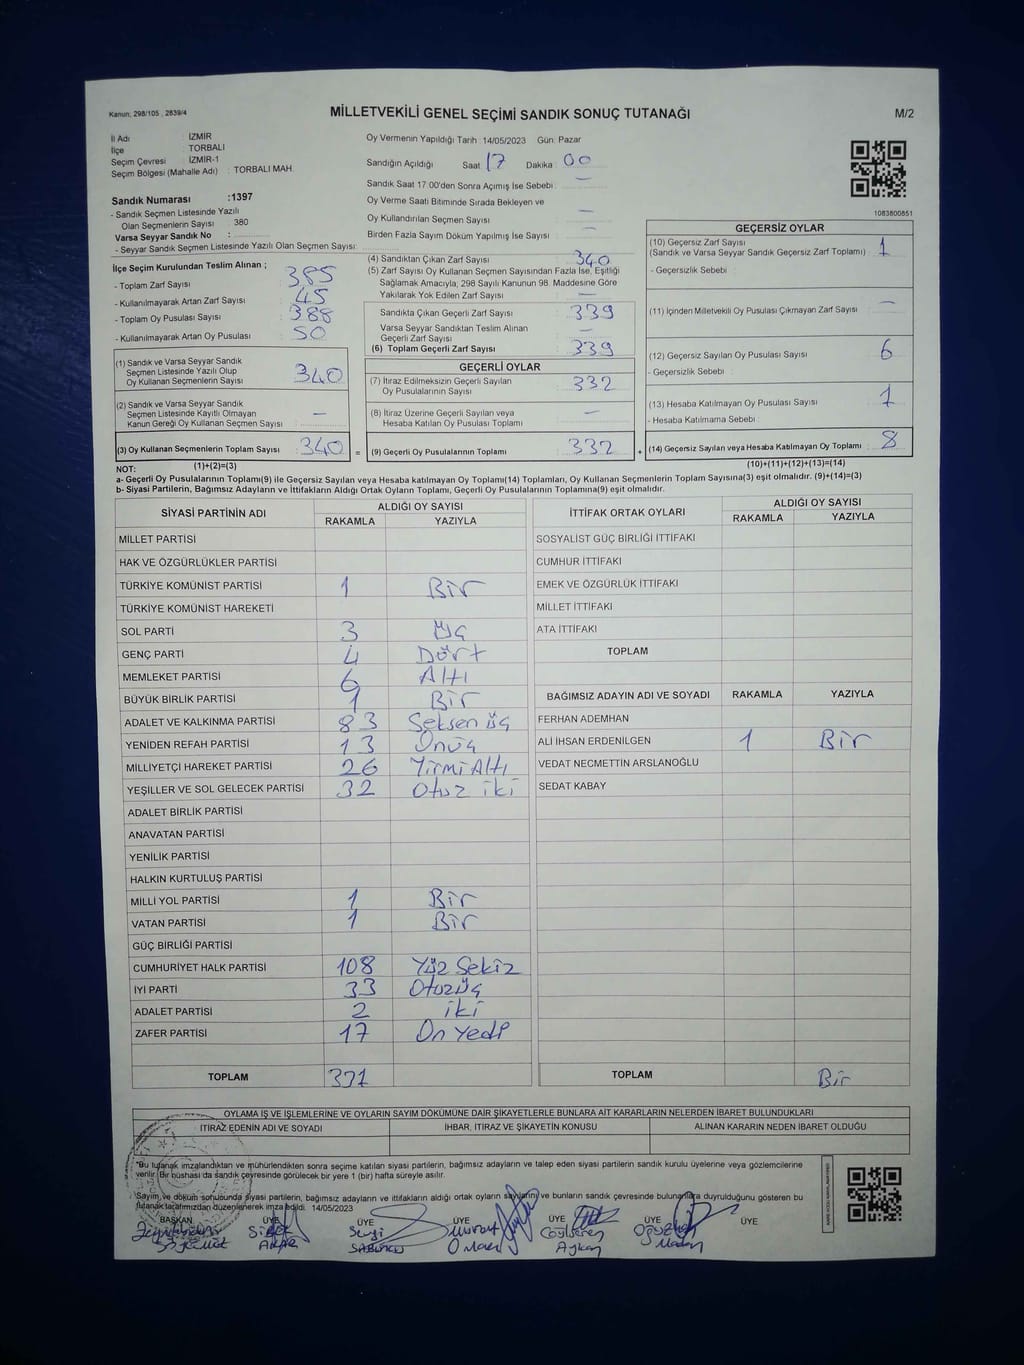 Kanun; 298/105 , 2839/4
MİLLETVEKİLİ GENEL SEÇİMİ SANDIK SONUÇ TUTANAĞI
M/2
İl Adı : İZMİR
İlçe : TORBALI
Seçim Çevresi : İZMİR-1
Seçim Bölgesi (Mahalle Adı) : TORBALI MAH.
Sandık Numarası :1397
- Sandık Seçmen Listesinde Yazılı
Olan Seçmenlerin Sayısı : 380
Varsa Seyyar Sandık No :
- Seyyar Sandık Seçmen Listesinde Yazılı Olan Seçmen Sayısı:
Oy Vermenin Yapıldığı Tarih :14/05/2023 Gün: Pazar
Sandığın Açıldığı Saat 17 Dakika : 00
Sandık Saat 17:00'den Sonra Açımış İse Sebebi : —
Oy Verme Saati Bitiminde Sırada Bekleyen ve
Oy Kullandırılan Seçmen Sayısı : —
Birden Fazla Sayım Döküm Yapılmış İse Sayısı : —
1083800851
İlçe Seçim Kurulundan Teslim Alınan ;
- Toplam Zarf Sayısı : 385
- Kullanılmayarak Artan Zarf Sayısı : 45
- Toplam Oy Pusulası Sayısı : 388
- Kullanılmayarak Artan Oy Pusulası : 50
(4) Sandıktan Çıkan Zarf Sayısı : 340
(5) Zarf Sayısı Oy Kullanan Seçmen Sayısından Fazla İse, Eşitliği
Sağlamak Amacıyla; 298 Sayılı Kanunun 98. Maddesine Göre
Yakılarak Yok Edilen Zarf Sayısı : —
Sandıkta Çıkan Geçerli Zarf Sayısı : 339
Varsa Seyyar Sandıktan Teslim Alınan
Geçerli Zarf Sayısı : —
(6) Toplam Geçerli Zarf Sayısı : 339
GEÇERSİZ OYLAR
(10) Geçersiz Zarf Sayısı
(Sandık ve Varsa Seyyar Sandık Geçersiz Zarf Toplamı) : 1
- Geçersizlik Sebebi :
(11) İçinden Milletvekili Oy Pusulası Çıkmayan Zarf Sayısı : —
(12) Geçersiz Sayılan Oy Pusulası Sayısı : 6
- Geçersizlik Sebebi :
(13) Hesaba Katılmayan Oy Pusulası Sayısı : 1
- Hesaba Katılmama Sebebi :
(14) Geçersiz Sayılan veya Hesaba Katılmayan Oy Toplamı : 8
(10)+(11)+(12)+(13)=(14)
(1) Sandık ve Varsa Seyyar Sandık
Seçmen Listesinde Yazılı Olup
Oy Kullanan Seçmenlerin Sayısı : 340
(2) Sandık ve Varsa Seyyar Sandık
Seçmen Listesinde Kayıtlı Olmayan
Kanun Gereği Oy Kullanan Seçmen Sayısı : —
(3) Oy Kullanan Seçmenlerin Toplam Sayısı : 340 =
(1)+(2)=(3)
GEÇERLİ OYLAR
(7) İtiraz Edilmeksizin Geçerli Sayılan
Oy Pusulalarının Sayısı : 332
(8) İtiraz Üzerine Geçerli Sayılan veya
Hesaba Katılan Oy Pusulası Toplamı : —
(9) Geçerli Oy Pusulalarının Toplamı : 332 +
NOT:
a- Geçerli Oy Pusulalarının Toplamı(9) ile Geçersiz Sayılan veya Hesaba katılmayan Oy Toplamı(14) Toplamları, Oy Kullanan Seçmenlerin Toplam Sayısına(3) eşit olmalıdır. (9)+(14)=(3)
b- Siyasi Partilerin, Bağımsız Adayların ve İttifakların Aldığı Ortak Oyların Toplamı, Geçerli Oy Pusulalarının Toplamına(9) eşit olmalıdır.
SİYASİ PARTİNİN ADI ALDIĞI OY SAYISI
RAKAMLA YAZIYLA
MİLLET PARTİSİ
HAK VE ÖZGÜRLÜKLER PARTİSİ
TÜRKİYE KOMÜNİST PARTİSİ 1 Bir
TÜRKİYE KOMÜNİST HAREKETİ
SOL PARTİ 3 Üç
GENÇ PARTİ 4 Dört
MEMLEKET PARTİSİ 6 Altı
BÜYÜK BİRLİK PARTİSİ 1 Bir
ADALET VE KALKINMA PARTİSİ 83 Seksen üç
YENİDEN REFAH PARTİSİ 13 Onüç
MİLLİYETÇİ HAREKET PARTİSİ 26 Yirmi Altı
YEŞİLLER VE SOL GELECEK PARTİSİ 32 Otuz iki
ADALET BİRLİK PARTİSİ
ANAVATAN PARTİSİ
YENİLİK PARTİSİ
HALKIN KURTULUŞ PARTİSİ
MİLLİ YOL PARTİSİ 1 Bir
VATAN PARTİSİ 1 Bir
GÜÇ BİRLİĞİ PARTİSİ
CUMHURİYET HALK PARTİSİ 108 Yüz Sekiz
İYİ PARTİ 33 Otuzüç
ADALET PARTİSİ 2 iki
ZAFER PARTİSİ 17 On yedi
TOPLAM 331
İTTİFAK ORTAK OYLARI ALDIĞI OY SAYISI
RAKAMLA YAZIYLA
SOSYALİST GÜÇ BİRLİĞİ İTTİFAKI
CUMHUR İTTİFAKI
EMEK VE ÖZGÜRLÜK İTTİFAKI
MİLLET İTTİFAKI
ATA İTTİFAKI
TOPLAM
BAĞIMSIZ ADAYIN ADI VE SOYADI RAKAMLA YAZIYLA
FERHAN ADEMHAN
ALİ İHSAN ERDENİLGEN 1 Bir
VEDAT NECMETTİN ARSLANOĞLU
SEDAT KABAY
TOPLAM Bir
OYLAMA İŞ VE İŞLEMLERİNE VE OYLARIN SAYIM DÖKÜMÜNE DAİR ŞİKAYETLERLE BUNLARA AİT KARARLARIN NELERDEN İBARET BULUNDUKLARI
İTİRAZ EDENİN ADI VE SOYADI İHBAR, İTİRAZ VE ŞİKAYETİN KONUSU ALINAN KARARIN NEDEN İBARET OLDUĞU
*Bu tutanak imzalandıktan ve mühürlendikten sonra seçime katılan siyasi partilerin, bağımsız adayların ve talep eden siyasi partilerin sandık kurulu üyelerine veya gözlemcilerine
verilir. Bir nüshası da sandık çevresinde görülecek bir yere 1 (bir) hafta süreyle asılır.
Sayım ve döküm sonucunda siyasi partilerin, bağımsız adayların ve ittifakların aldığı ortak oyların sayılarını ve bunların sandık çevresinde bulunanlara duyurulduğunu gösteren bu
tutanak tarafımızdan düzenlenerek imza edildi. 14/05/2023
BAŞKAN ÜYE ÜYE ÜYE ÜYE ÜYE ÜYE
Murat Oğuzhan
Aykan